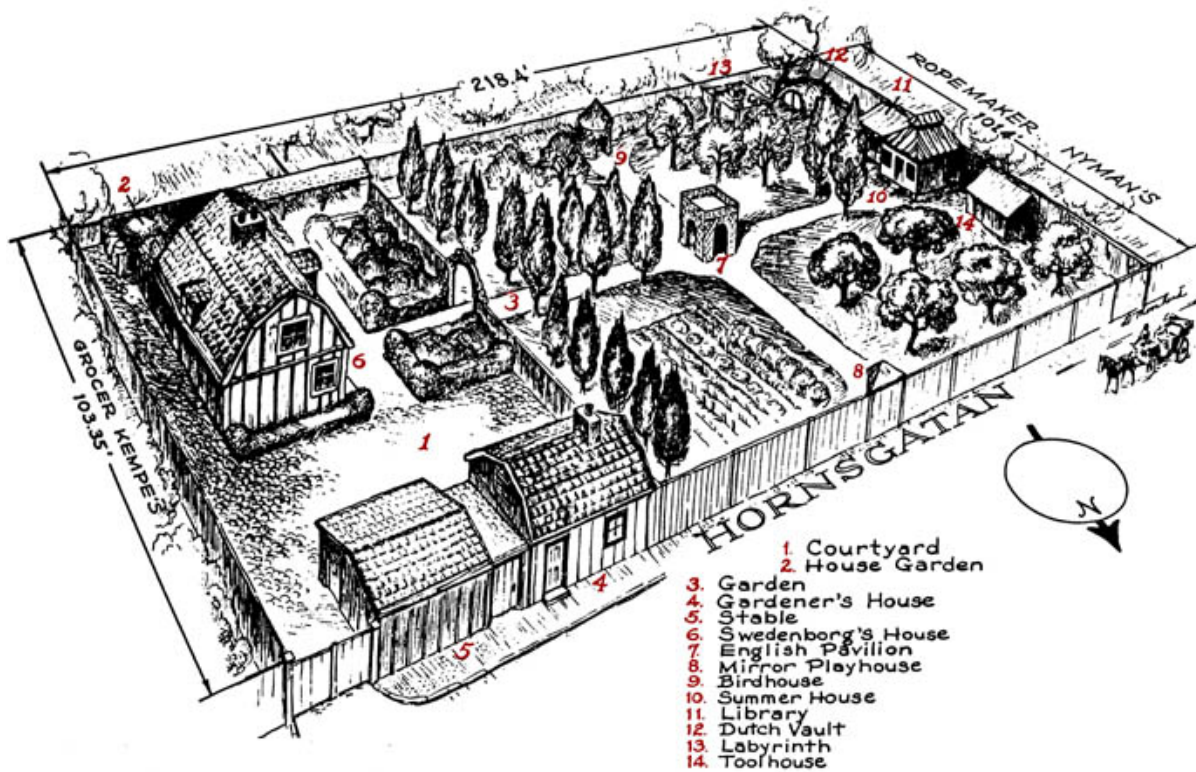 218.4'
13
12
11
ROPEMAKER
NYMAN'S
101.4'
2
9
10
14
7
3
6
8
GROCER KEMPE'S
103.35'
1
4
5
HORNSGATAN
N
1. Courtyard
2. House Garden
3. Garden
4. Gardener's House
5. Stable
6. Swedenborg's House
7. English Pavilion
8. Mirror Playhouse
9. Birdhouse
10. Summer House
11. Library
12. Dutch Vault
13. Labyrinth
14. Toolhouse